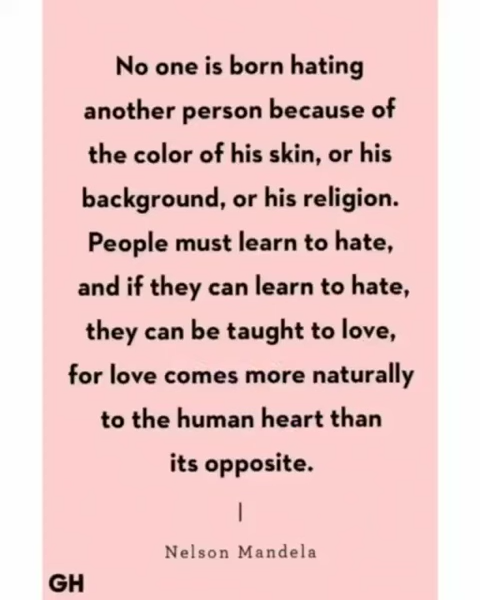 No one is born hating
another person because of
the color of his skin, or his
background, or his religion.
People must learn to hate,
and if they can learn to hate,
they can be taught to love,
for love comes more naturally
to the human heart than
its opposite.
Nelson Mandela
GH